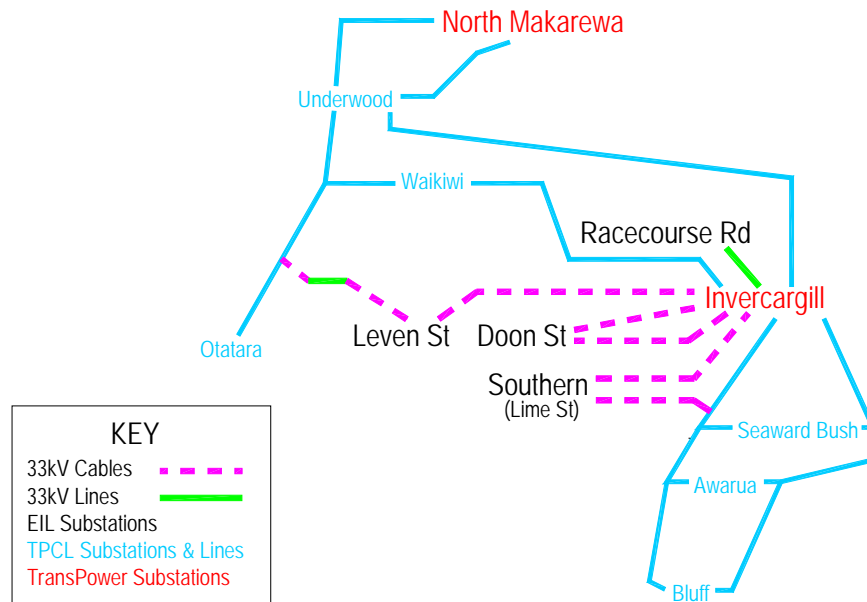 North Makarewa
Underwood
Waikiwi
Racecourse Rd
Invercargill
Leven St
Doon St
Otatara
Southern
(Lime St)
Seaward Bush
Awarua
Bluff
KEY
33kV Cables
33kV Lines
EIL Substations
TPCL Substations & Lines
TransPower Substations